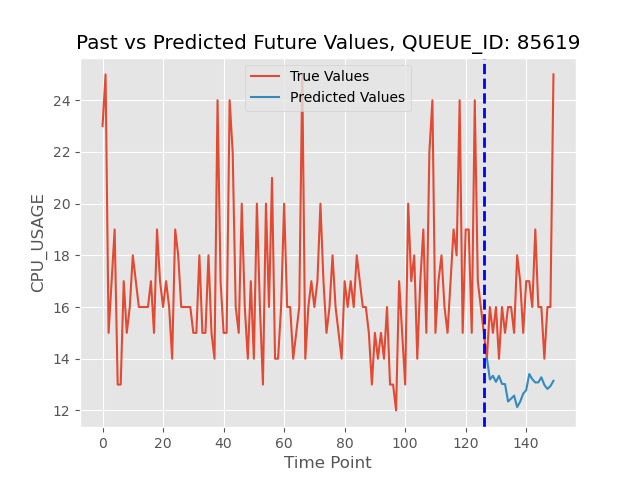 Past vs Predicted Future Values, QUEUE_ID: 85619
True Values
Predicted Values
24
22
20
18
16
14
12
CPU_USAGE
0 20 40 60 80 100 120 140
Time Point